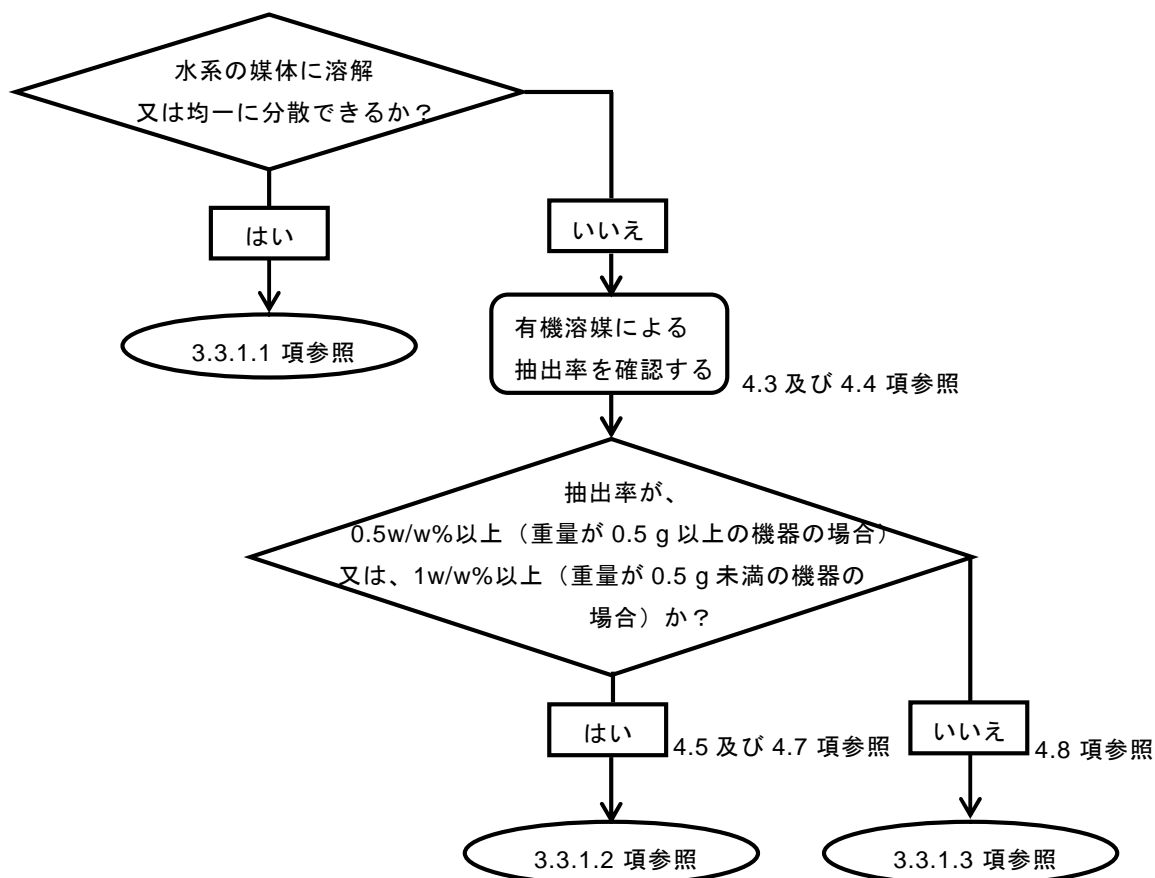 水系の媒体に溶解
又は均一に分散できるか？
はい
いいえ
3.3.1.1 項参照
有機溶媒による
抽出率を確認する
4.3 及び 4.4 項参照
抽出率が、
0.5w/w%以上（重量が 0.5 g 以上の機器の場合）
又は、1w/w%以上（重量が 0.5 g 未満の機器の
場合）か？
はい
4.5 及び 4.7 項参照
いいえ
4.8 項参照
3.3.1.2 項参照
3.3.1.3 項参照